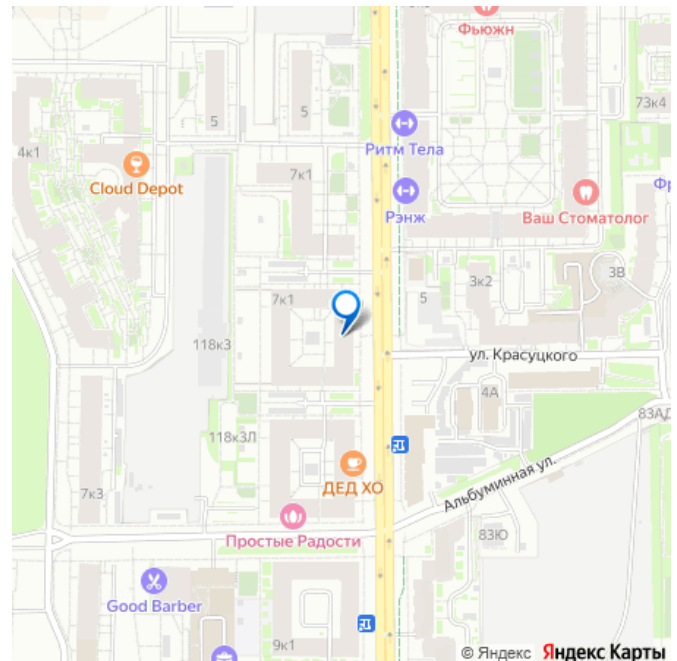 Фьюжн
73к4
5
5
Ритм Тела
4к1
Cloud Depot
7к1
Рэнж
Ваш Стоматолог
Фр
3к2
3В
7к1
5
118к3
ул. Красуцкого
4А
83АД
118к3Л
ДЕД ХО
Альбуминная ул.
7к3
Простые Радости
83Ю
Good Barber
9к1
© Яндекс Яндекс Карты